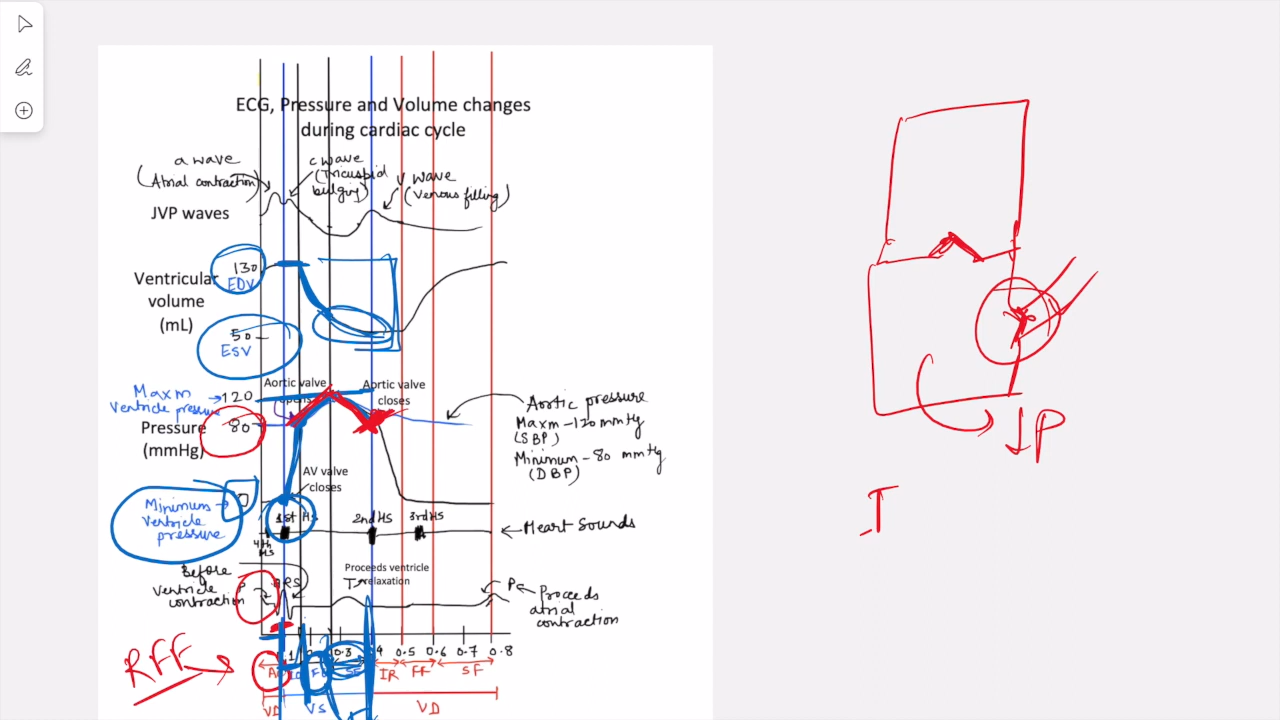 ECG, Pressure and Volume changes
during cardiac cycle
a wave
(Atrial contraction)
c wave
(Tricuspid
bulging)
v wave
(Venous filling)
JVP waves
130
EDV
Ventricular
volume
(mL)
50
ESV
Aortic valve
Aortic valve
closes
Maxm
Ventricle pressure
→120
80
Pressure
(mmHg)
Aortic pressure
Maxm - 120 mmHg
(SBP)
Minimum - 80 mmHg
(DBP)
AV valve
closes
Minimum →
Ventricle
pressure
0
1st HS
2nd HS
3rd HS
4th
HS
Heart Sounds
Before
Ventricle
contraction
Proceeds ventricle
relaxation
T
P
Proceeds
atrial
contraction
0.3
0.5
0.6
0.7
0.8
RFF
IR
FF
SF
VD
VS
VD
P
I